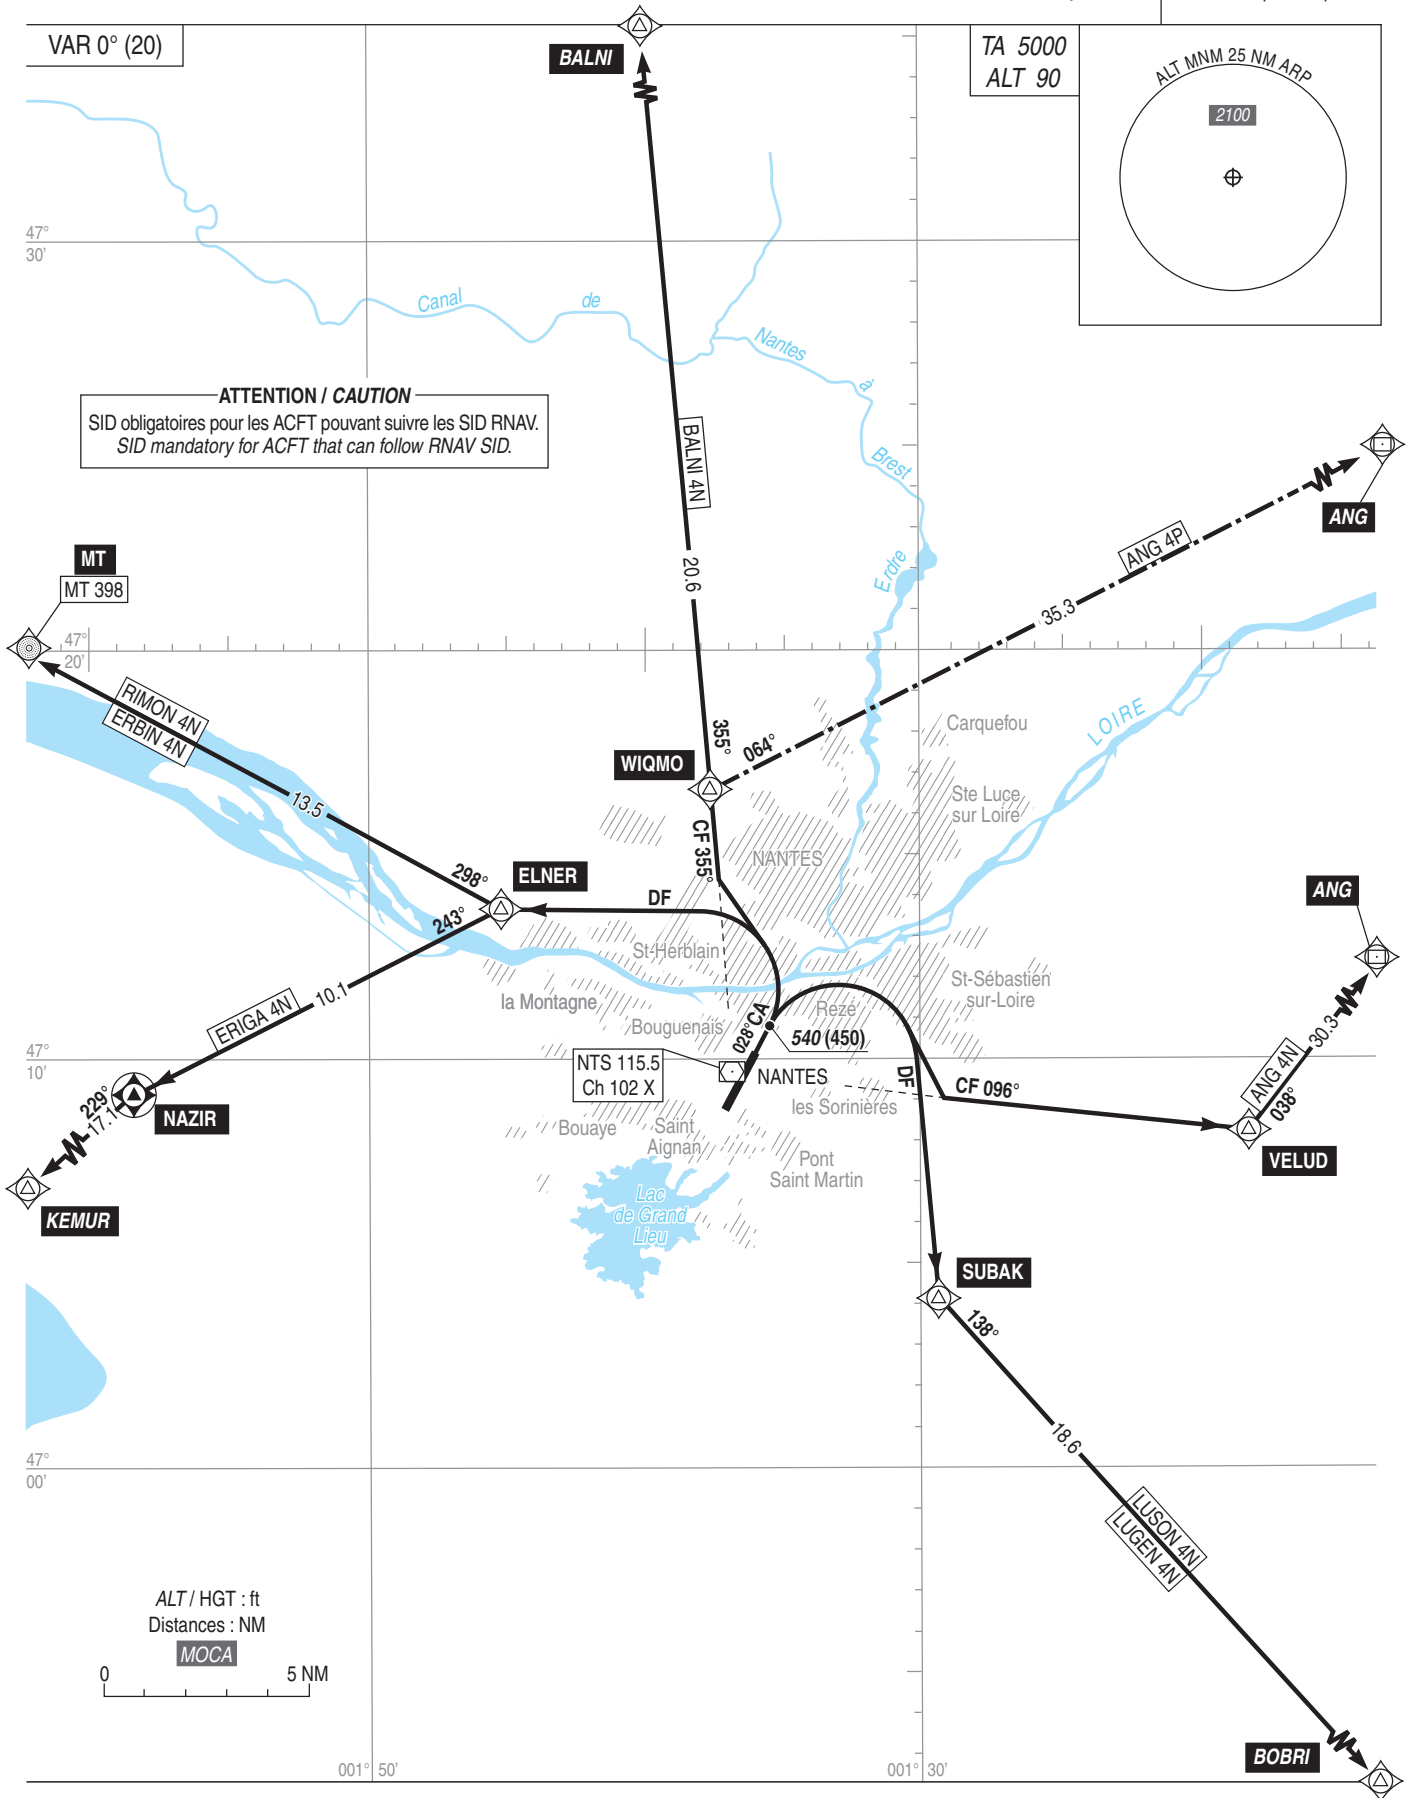 VAR 0° (20)
BALNI
TA 5000
ALT 90
ALT MNM 25 NM ARP
2100
47°
30'
Canal
de
Nantes
à
Brest
ATTENTION / CAUTION
SID obligatoires pour les ACFT pouvant suivre les SID RNAV.
SID mandatory for ACFT that can follow RNAV SID.
BALNI 4N
20.6
355°
ANG
ANG 4P
35.3
064°
Erdre
MT
MT 398
47°
20'
RIMON 4N
ERBIN 4N
13.5
298°
LOIRE
Carquefou
WIQMO
CF 355°
Ste Luce
sur Loire
NANTES
ELNER
DF
243°
ANG
St-Herblain
St-Sébastien
sur-Loire
la Montagne
10.1
ERIGA 4N
Bouguenais
Rezé
028°CA
540 (450)
30.3
ANG 4N
038°
47°
10'
NTS 115.5
Ch 102 X
NANTES
DF
CF 096°
les Sorinières
229°
17.1
NAZIR
Bouaye
Saint
Aignan
Pont
Saint Martin
VELUD
KEMUR
Lac
de Grand
Lieu
SUBAK
138°
18.6
47°
00'
LUSON 4N
LUGEN 4N
ALT / HGT : ft
Distances : NM
MOCA
0 5 NM
BOBRI
001° 50'
001° 30'